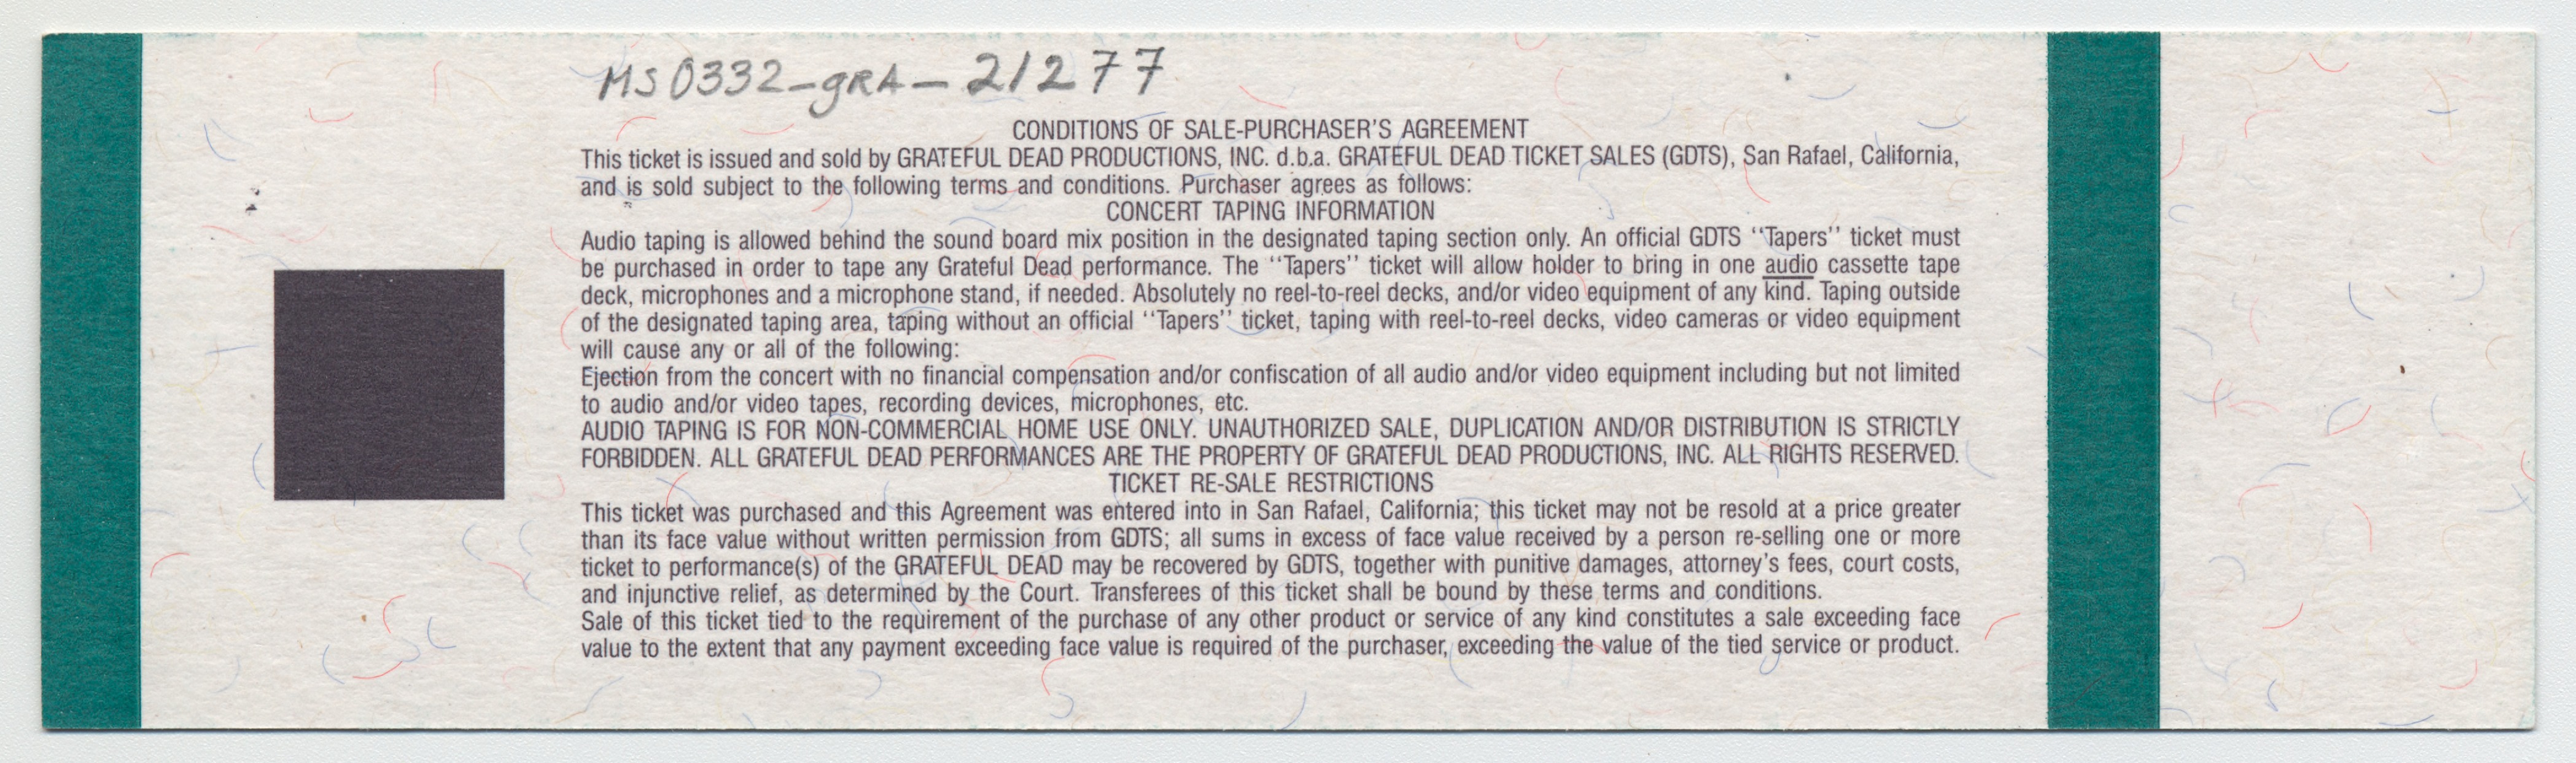 MS0332-gRA-21277
CONDITIONS OF SALE-PURCHASER'S AGREEMENT
This ticket is issued and sold by GRATEFUL DEAD PRODUCTIONS, INC. d.b.a. GRATEFUL DEAD TICKET SALES (GDTS), San Rafael, California,
and is sold subject to the following terms and conditions. Purchaser agrees as follows:
CONCERT TAPING INFORMATION
Audio taping is allowed behind the sound board mix position in the designated taping section only. An official GDTS ‘‘Tapers’’ ticket must
be purchased in order to tape any Grateful Dead performance. The ‘‘Tapers’’ ticket will allow holder to bring in one audio cassette tape
deck, microphones and a microphone stand, if needed. Absolutely no reel-to-reel decks, and/or video equipment of any kind. Taping outside
of the designated taping area, taping without an official ‘‘Tapers’’ ticket, taping with reel-to-reel decks, video cameras or video equipment
will cause any or all of the following:
Ejection from the concert with no financial compensation and/or confiscation of all audio and/or video equipment including but not limited
to audio and/or video tapes, recording devices, microphones, etc.
AUDIO TAPING IS FOR NON-COMMERCIAL HOME USE ONLY. UNAUTHORIZED SALE, DUPLICATION AND/OR DISTRIBUTION IS STRICTLY
FORBIDDEN. ALL GRATEFUL DEAD PERFORMANCES ARE THE PROPERTY OF GRATEFUL DEAD PRODUCTIONS, INC. ALL RIGHTS RESERVED.
TICKET RE-SALE RESTRICTIONS
This ticket was purchased and this Agreement was entered into in San Rafael, California; this ticket may not be resold at a price greater
than its face value without written permission from GDTS; all sums in excess of face value received by a person re-selling one or more
ticket to performance(s) of the GRATEFUL DEAD may be recovered by GDTS, together with punitive damages, attorney's fees, court costs,
and injunctive relief, as determined by the Court. Transferees of this ticket shall be bound by these terms and conditions.
Sale of this ticket tied to the requirement of the purchase of any other product or service of any kind constitutes a sale exceeding face
value to the extent that any payment exceeding face value is required of the purchaser, exceeding the value of the tied service or product.